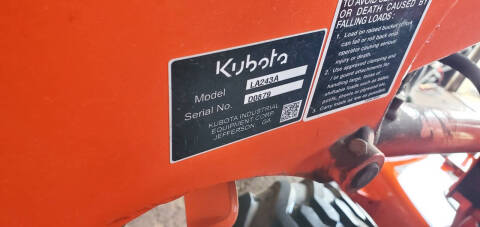 Kubota
Model LA243A
Serial No. D0879
KUBOTA INDUSTRIAL
EQUIPMENT CORP.
JEFFERSON GA
TO AVOID
OR DEATH CAUSED BY
FALLING LOADS:
1. Load on raised bucket or fork
can fall or roll back onto
operator causing serious
injury or death.
2. Use approved clamping and
/ or guard attachments for
handling large, loose or
shiftable loads such as bales
posts, sheets of plywood etc.
3. Carry loads as low as possible